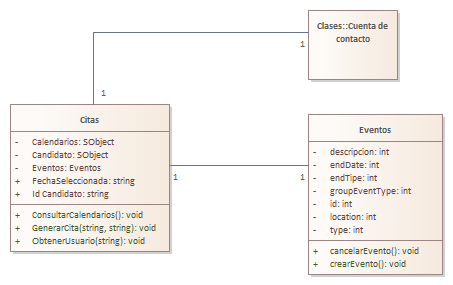 Clases::Cuenta de
contacto
1
1
Citas
- Calendarios: SObject
- Candidato: SObject
- Eventos: Eventos
+ FechaSeleccionada: string
+ Id Candidato: string
+ ConsultarCalendarios(): void
+ GenerarCita(string, string): void
+ ObtenerUsuario(string): void
1
1
Eventos
- descripcion: int
- endDate: int
- endTipe: int
- groupEventType: int
- id: int
- location: int
- type: int
+ cancelarEvento(): void
+ crearEvento(): void